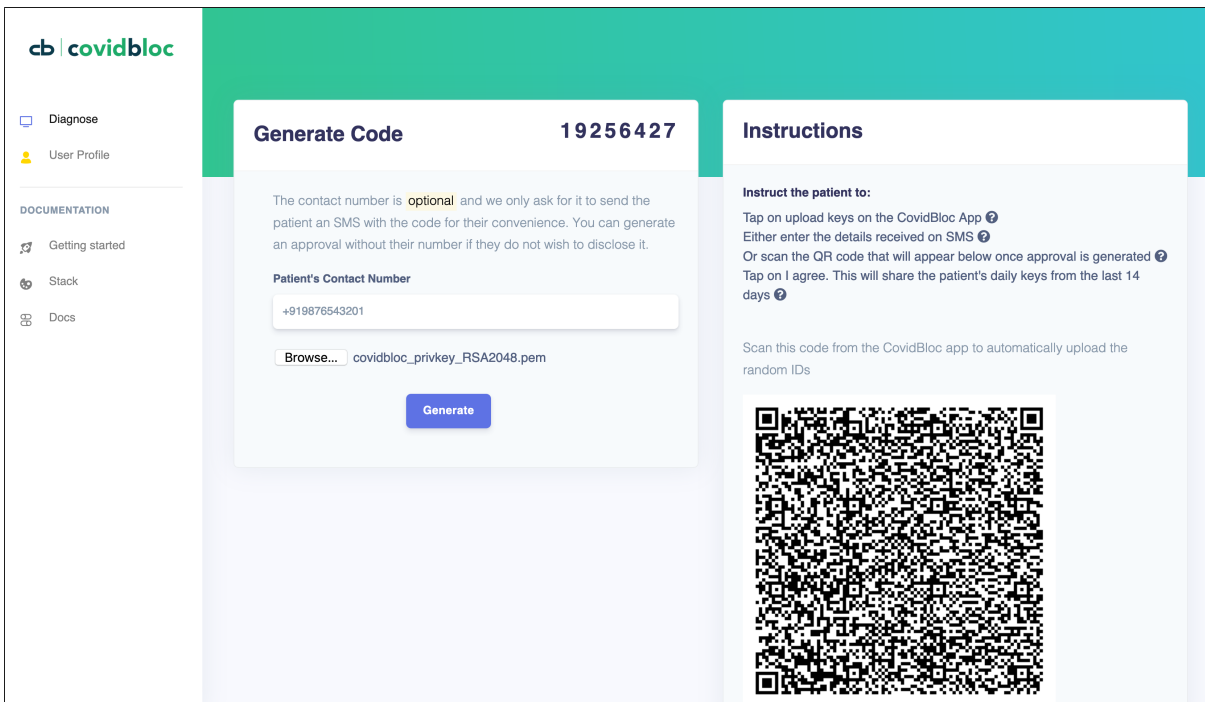 cb covidbloc
Diagnose
User Profile
DOCUMENTATION
Getting started
Stack
Docs
Generate Code
19256427
The contact number is optional and we only ask for it to send the
patient an SMS with the code for their convenience. You can generate
an approval without their number if they do not wish to disclose it.
Patient's Contact Number
+919876543201
Browse... covidbloc_privkey_RSA2048.pem
Generate
Instructions
Instruct the patient to:
Tap on upload keys on the CovidBloc App ?
Either enter the details received on SMS ?
Or scan the QR code that will appear below once approval is generated ?
Tap on I agree. This will share the patient's daily keys from the last 14
days ?
Scan this code from the CovidBloc app to automatically upload the
random IDs